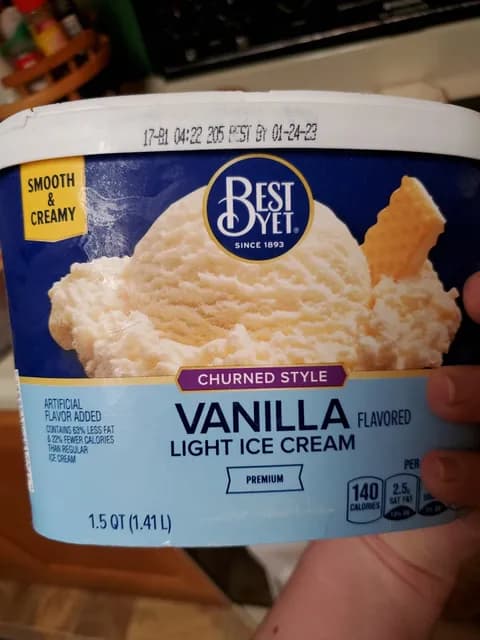 17-81 04:22 205 BEST BY 01-24-23
SMOOTH
& CREAMY
BEST
YET®
SINCE 1893
CHURNED STYLE
VANILLA FLAVORED
LIGHT ICE CREAM
PREMIUM
ARTIFICIAL
FLAVOR ADDED
CONTAINS 63% LESS FAT
& 22% FEWER CALORIES
THAN REGULAR
ICE CREAM
PER
140
CALORIES
2.5g
SAT FAT
1.5 QT (1.41 L)